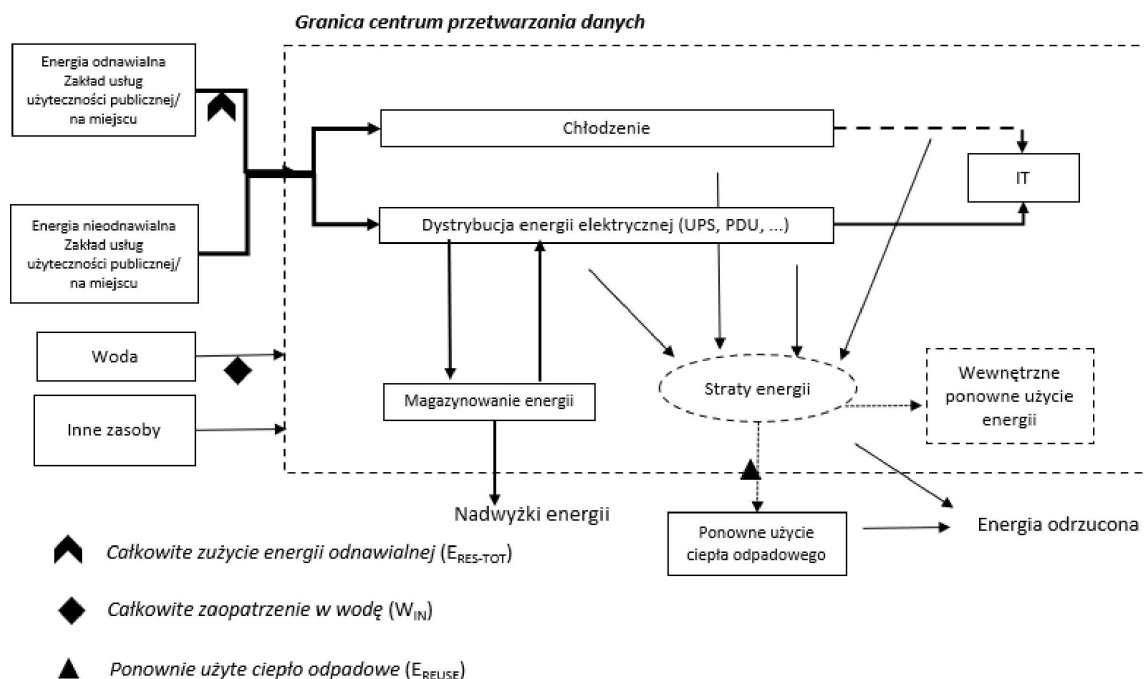 Granica centrum przetwarzania danych
Energia odnawialna
Zakład usług
użyteczności publicznej/
na miejscu
Chłodzenie
IT
Energia nieodnawialna
Zakład usług
użyteczności publicznej/
na miejscu
Dystrybucja energii elektrycznej (UPS, PDU, ...)
Woda
Magazynowanie energii
Straty energii
Wewnętrzne
ponowne użycie
energii
Inne zasoby
Nadwyżki energii
Ponowne użycie
ciepła odpadowego
Energia odrzucona
Całkowite zużycie energii odnawialnej (ERES-TOT)
Całkowite zaopatrzenie w wodę (WIN)
Ponownie użyte ciepło odpadowe (EREUSE)